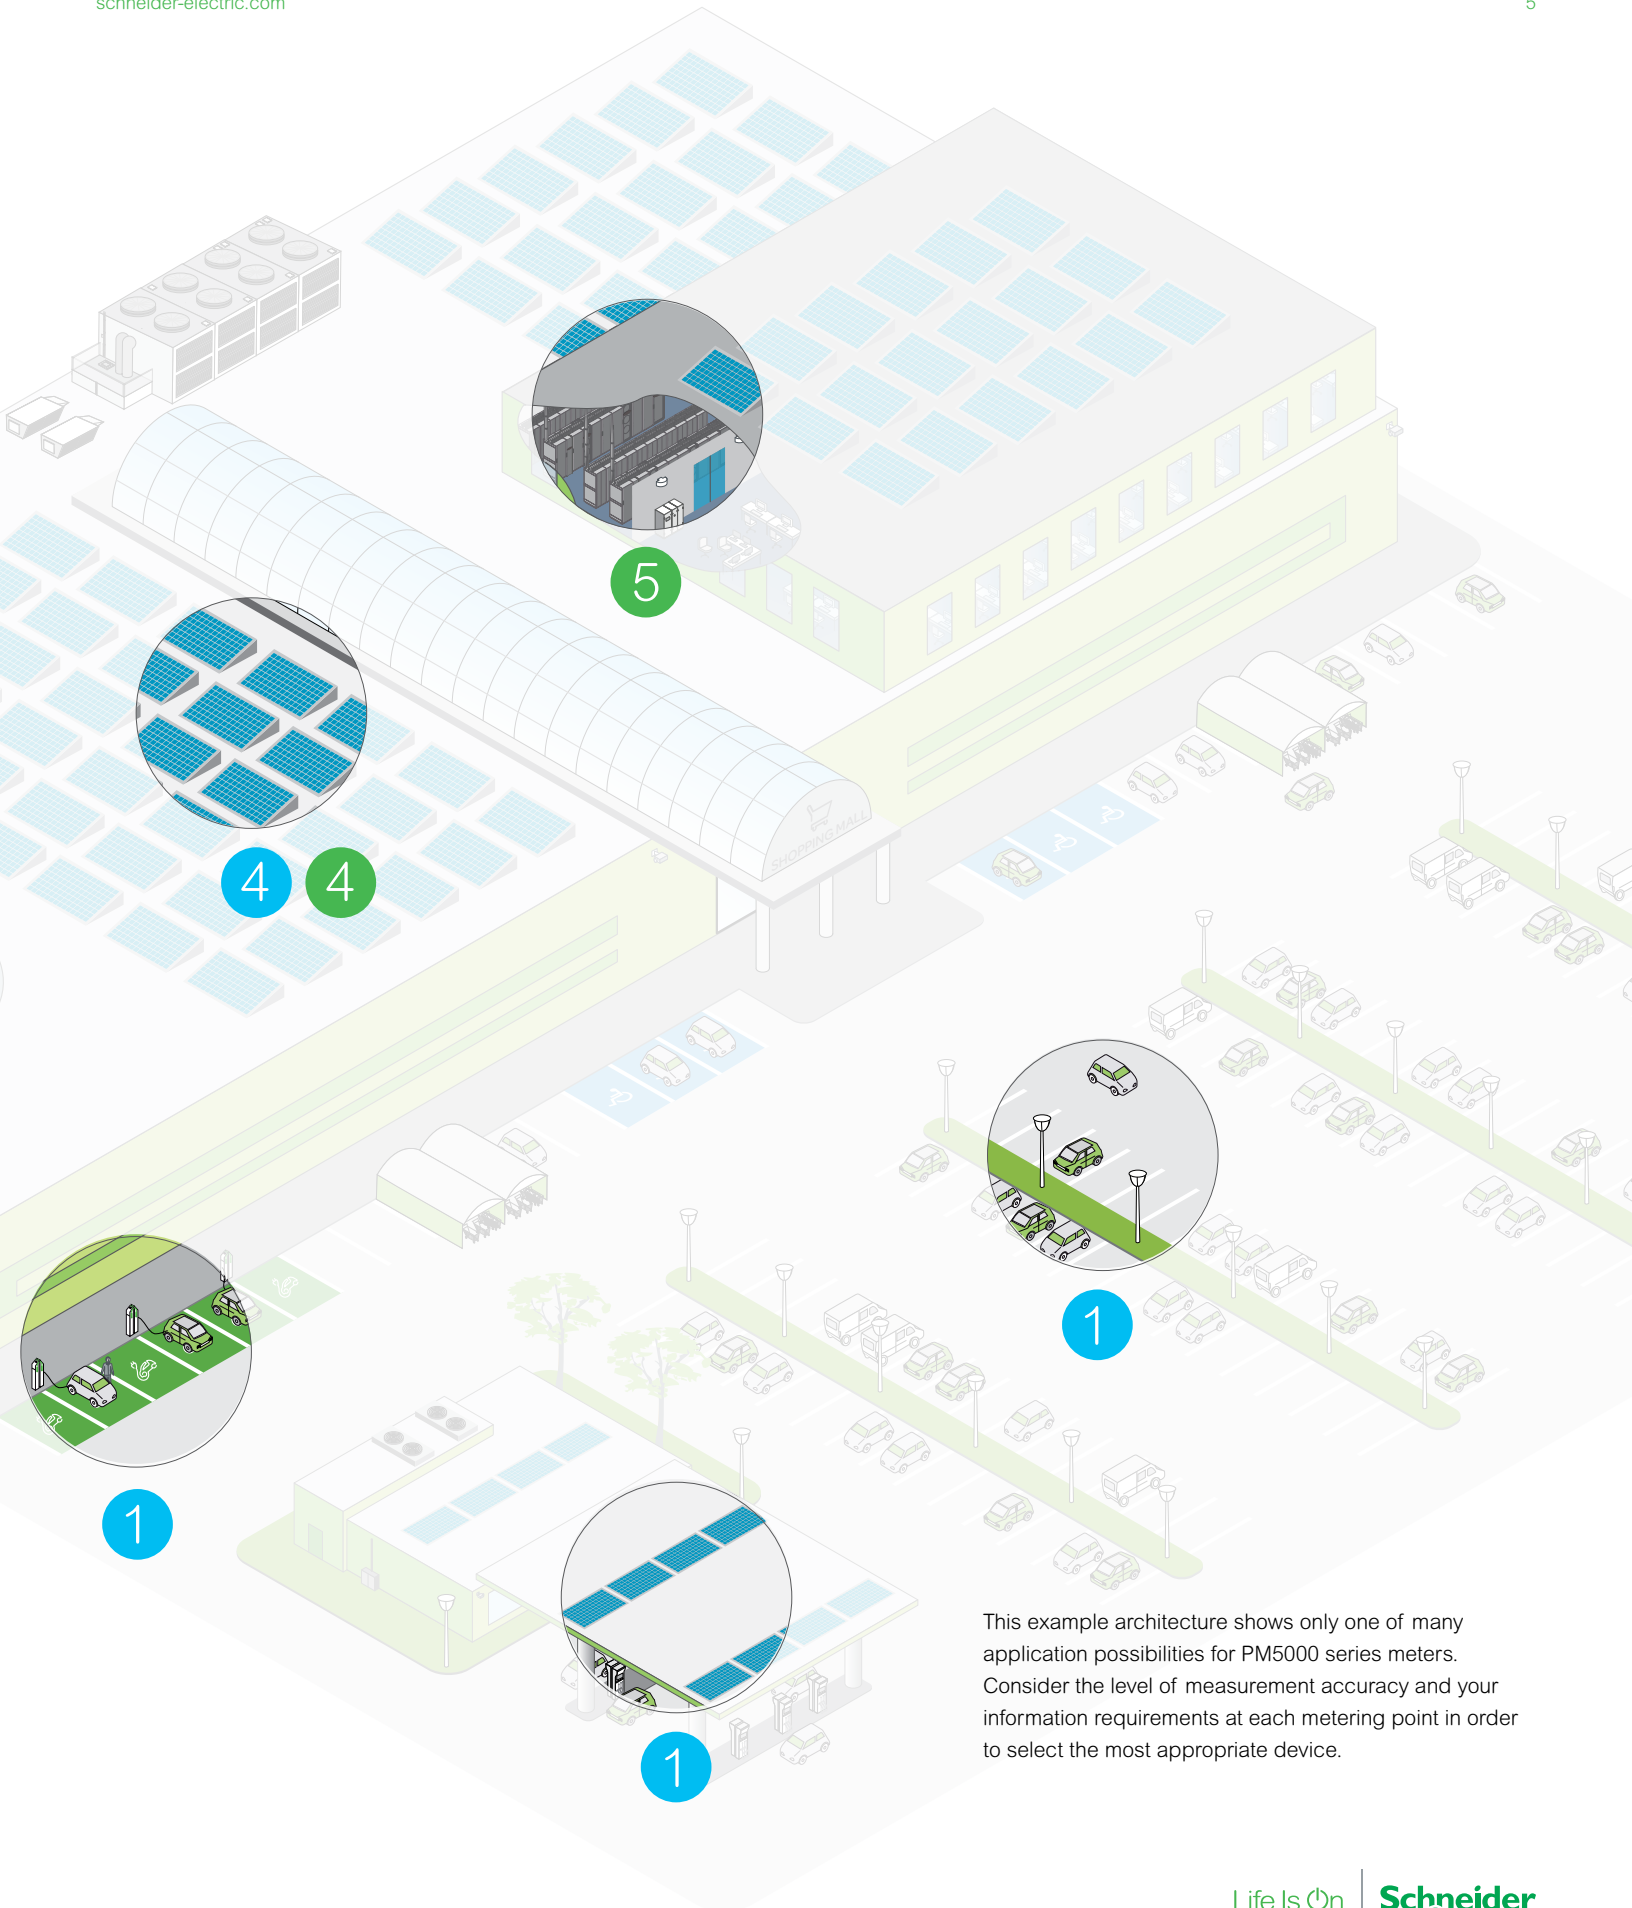 schneider-electric.com
5
5
4 4
SHOPPING MALL
1
1
1
This example architecture shows only one of many
application possibilities for PM5000 series meters.
Consider the level of measurement accuracy and your
information requirements at each metering point in order
to select the most appropriate device.
Life Is On
Schneider